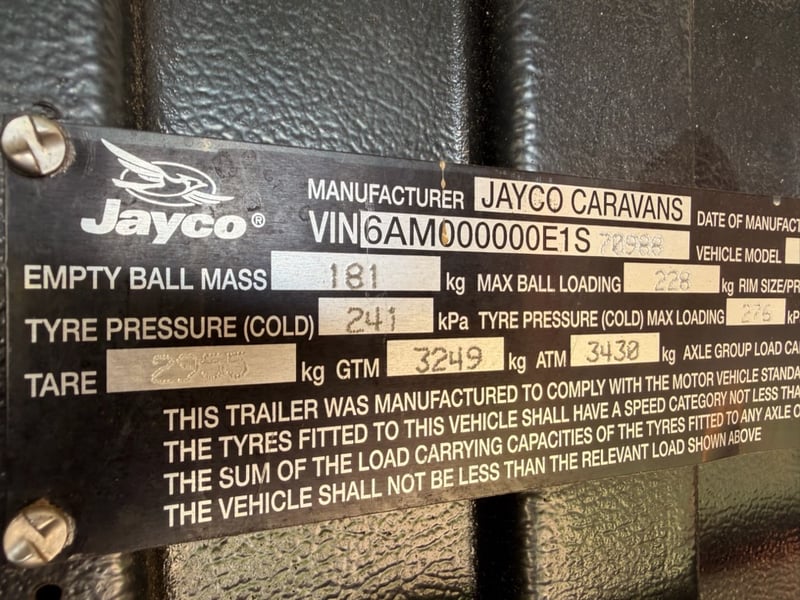 Jayco®
MANUFACTURER JAYCO CARAVANS DATE OF MANUFACT
VIN 6AM000000E1S 70988 VEHICLE MODEL
EMPTY BALL MASS 181 kg MAX BALL LOADING 228 kg RIM SIZE/PR
TYRE PRESSURE (COLD) 241 kPa TYRE PRESSURE (COLD) MAX LOADING 276 kP
TARE kg GTM 3249 kg ATM 3430 kg AXLE GROUP LOAD CA
THIS TRAILER WAS MANUFACTURED TO COMPLY WITH THE MOTOR VEHICLE STANDA
THE TYRES FITTED TO THIS VEHICLE SHALL HAVE A SPEED CATEGORY NOT LESS THA
THE SUM OF THE LOAD CARRYING CAPACITIES OF THE TYRES FITTED TO ANY AXLE O
THE VEHICLE SHALL NOT BE LESS THAN THE RELEVANT LOAD SHOWN ABOVE